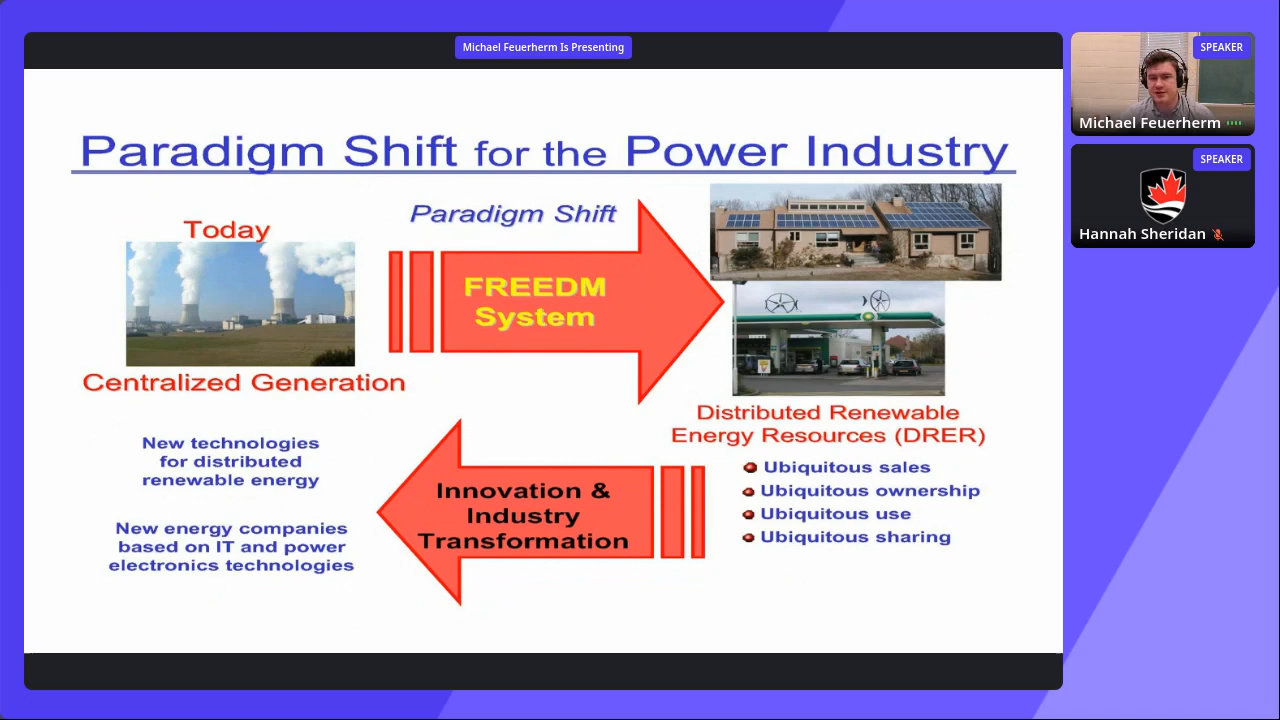 Michael Feuerherm Is Presenting
SPEAKER
Michael Feuerherm
SPEAKER
Hannah Sheridan
Paradigm Shift for the Power Industry
Today
Centralized Generation
Paradigm Shift
FREEDM
System
Distributed Renewable
Energy Resources (DRER)
Ubiquitous sales
Ubiquitous ownership
Ubiquitous use
Ubiquitous sharing
Innovation &
Industry
Transformation
New technologies
for distributed
renewable energy
New energy companies
based on IT and power
electronics technologies